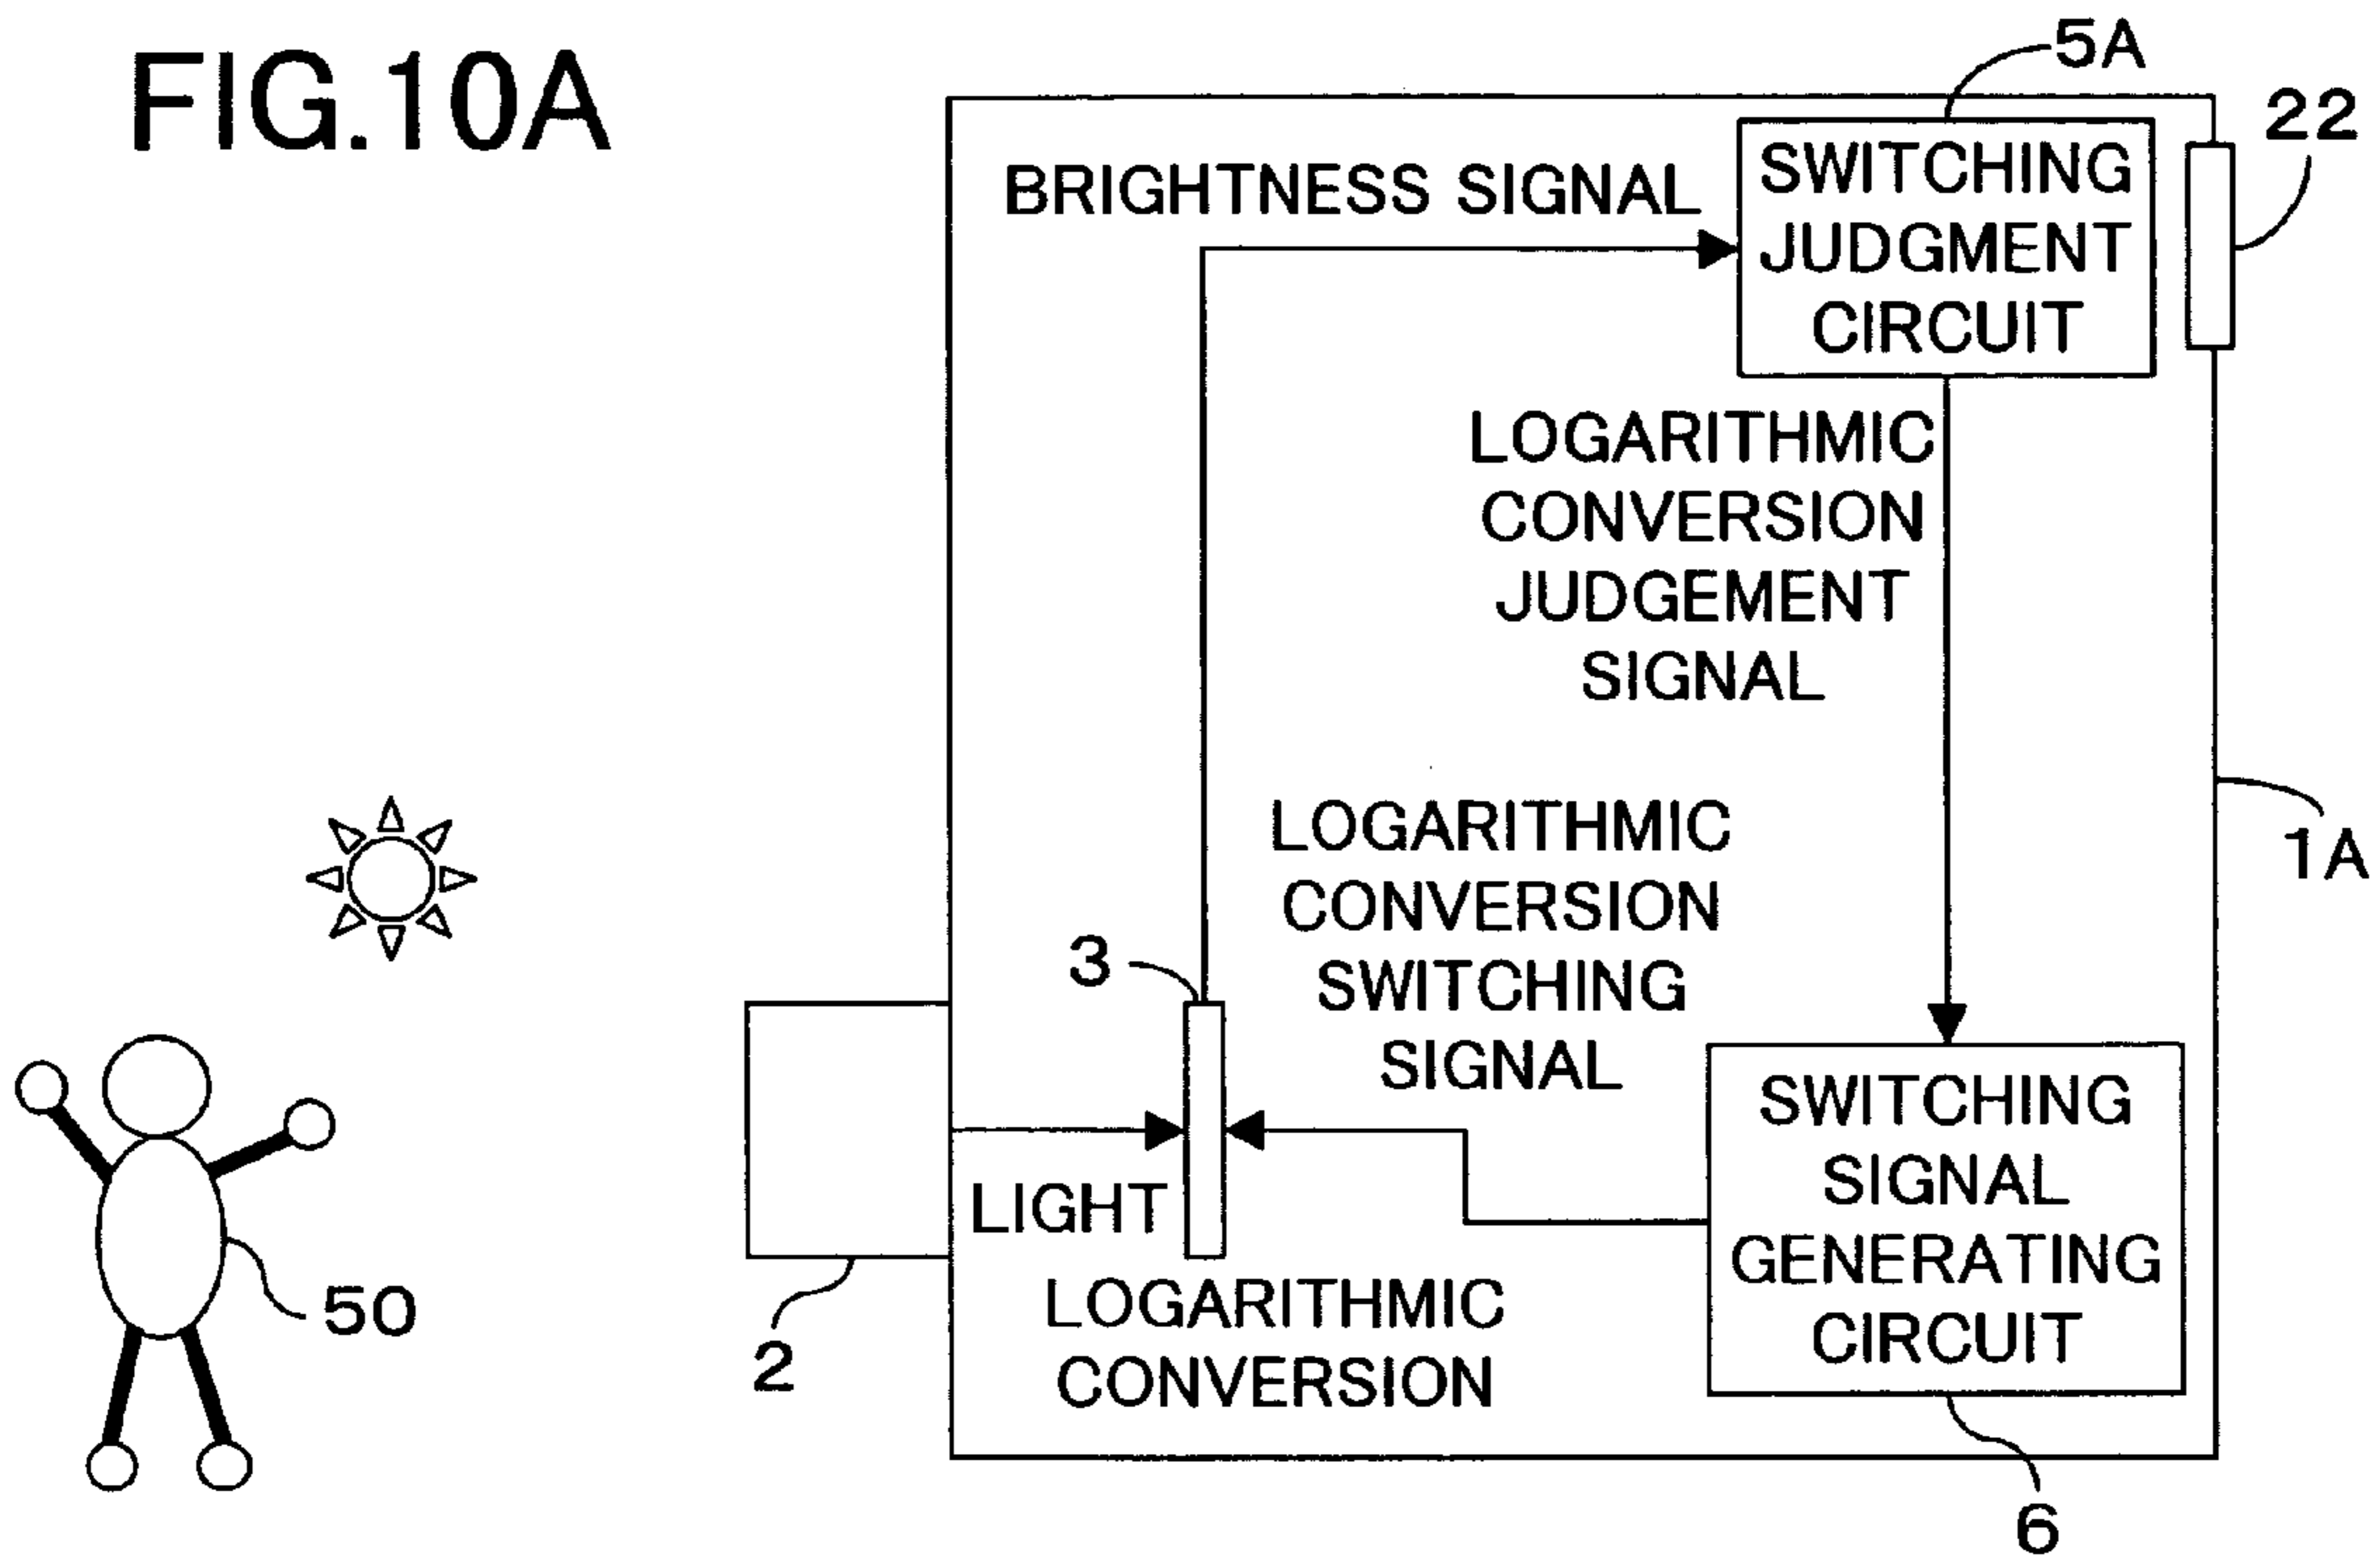 FIG.10A
5A
22
BRIGHTNESS SIGNAL
SWITCHING
JUDGMENT
CIRCUIT
LOGARITHMIC
CONVERSION
JUDGEMENT
SIGNAL
1A
LOGARITHMIC
CONVERSION
SWITCHING
SIGNAL
3
LIGHT
SWITCHING
SIGNAL
GENERATING
CIRCUIT
50
2
LOGARITHMIC
CONVERSION
6